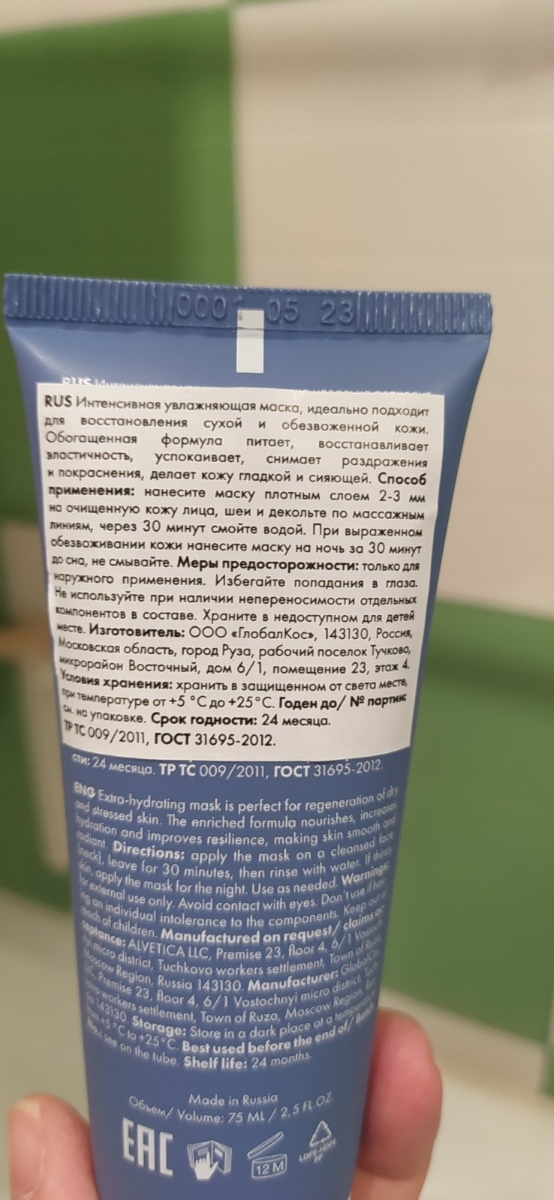 0001 05 23
RUS Интенсивная увлажняющая маска, идеально подходит
для восстановления сухой и обезвоженной кожи.
Обогащенная формула питает, восстанавливает
эластичность, успокаивает, снимает раздражения
и покраснения, делает кожу гладкой и сияющей. Способ
применения: нанесите маску плотным слоем 2-3 мм
на очищенную кожу лица, шеи и декольте по массажным
линиям, через 30 минут смойте водой. При выраженном
обезвоживании кожи нанесите маску на ночь за 30 минут
до сна, не смывайте. Меры предосторожности: только для
наружного применения. Избегайте попадания в глаза.
Не используйте при наличии непереносимости отдельных
компонентов в составе. Храните в недоступном для детей
месте. Изготовитель: ООО «ГлобалКос», 143130, Россия,
Московская область, город Руза, рабочий поселок Тучково,
микрорайон Восточный, дом 6/1, помещение 23, этаж 4.
Условия хранения: хранить в защищенном от света месте,
при температуре от +5 °С до +25°С. Годен до/ № партии:
см. на упаковке. Срок годности: 24 месяца.
ТР ТС 009/2011, ГОСТ 31695-2012.
сти: 24 месяца. ТР ТС 009/2011, ГОСТ 31695-2012.
ENG Extra-hydrating mask is perfect for regeneration of dry
and stressed skin. The enriched formula nourishes, increases
hydration and improves resilience, making skin smooth and
radiant. Directions: apply the mask on a cleansed face
(neck), leave for 30 minutes, then rinse with water. If
apply the mask for the night. Use as needed. Warnings:
for external use only. Avoid contact with eyes. Don't use if
an individual intolerance to the components. Keep out of
reach of children. Manufactured on request/ claims
ALVETICA LLC, Premise 23, floor 4, 6/1
micro district, Tuchkovo workers settlement, Town of Ruza,
Moscow Region, Russia 143130. Manufacturer:
Premise 23, floor 4, 6/1 Vostochnyi micro district,
workers settlement, Town of Ruza, Moscow Region,
143130. Storage: Store in a dark place at a
+5 °C to +25°C. Best used before the end of/
see on the tube. Shelf life: 24 months.
Made in Russia
Объем/ Volume: 75 ML / 2,5 FL OZ
EAC
12 M
LDPE-HDPE
PP